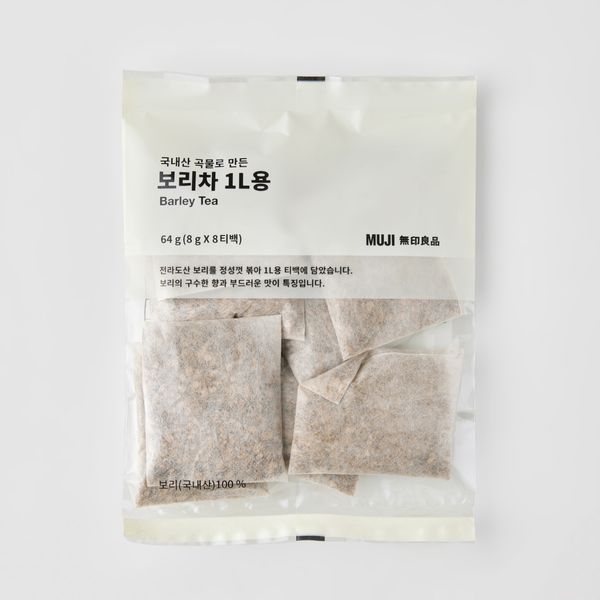 국내산 곡물로 만든
보리차 1L용
Barley Tea
64 g (8 g X 8 티백)
MUJI 無印良品
전라도산 보리를 정성껏 볶아 1L용 티백에 담았습니다.
보리의 구수한 향과 부드러운 맛이 특징입니다.
보리(국내산)100 %